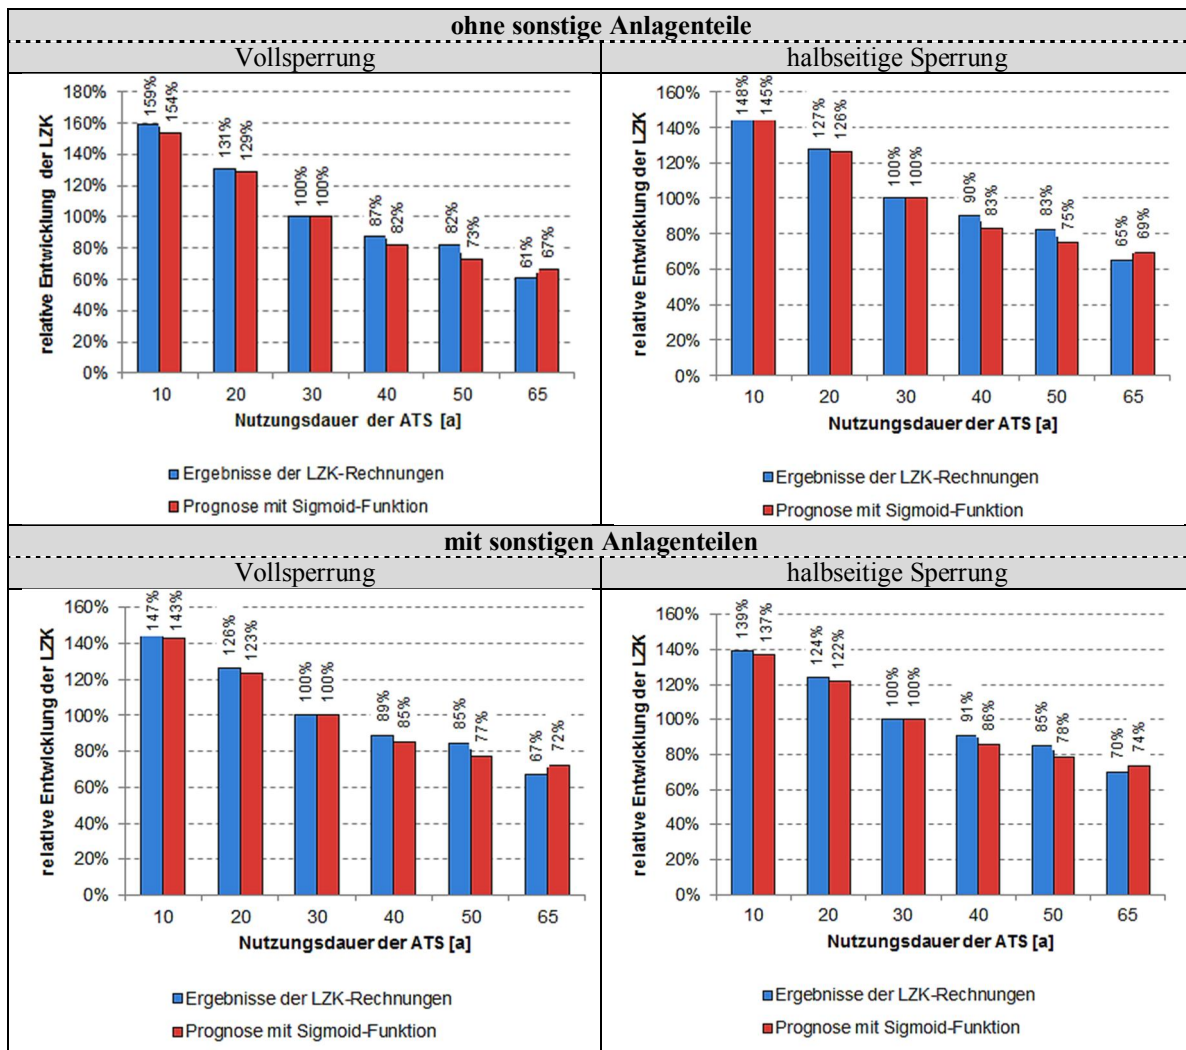 ohne sonstige Anlagenteile
Vollsperrung
relative Entwicklung der LZK
180%
160%
140%
120%
100%
80%
60%
40%
20%
0%
159% 154% 131% 129% 100% 100% 87% 82% 82% 73% 61% 67%
10 20 30 40 50 65
Nutzungsdauer der ATS [a]
Ergebnisse der LZK-Rechnungen
Prognose mit Sigmoid-Funktion
halbseitige Sperrung
relative Entwicklung der LZK
160%
140%
120%
100%
80%
60%
40%
20%
0%
148% 145% 127% 126% 100% 100% 90% 83% 83% 75% 65% 69%
10 20 30 40 50 65
Nutzungsdauer der ATS [a]
Ergebnisse der LZK-Rechnungen
Prognose mit Sigmoid-Funktion
mit sonstigen Anlagenteilen
Vollsperrung
relative Entwicklung der LZK
160%
140%
120%
100%
80%
60%
40%
20%
0%
147% 143% 126% 123% 100% 100% 89% 85% 85% 77% 67% 72%
10 20 30 40 50 65
Nutzungsdauer der ATS [a]
Ergebnisse der LZK-Rechnungen
Prognose mit Sigmoid-Funktion
halbseitige Sperrung
relative Entwicklung der LZK
160%
140%
120%
100%
80%
60%
40%
20%
0%
139% 137% 124% 122% 100% 100% 91% 86% 85% 78% 70% 74%
10 20 30 40 50 65
Nutzungsdauer der ATS [a]
Ergebnisse der LZK-Rechnungen
Prognose mit Sigmoid-Funktion